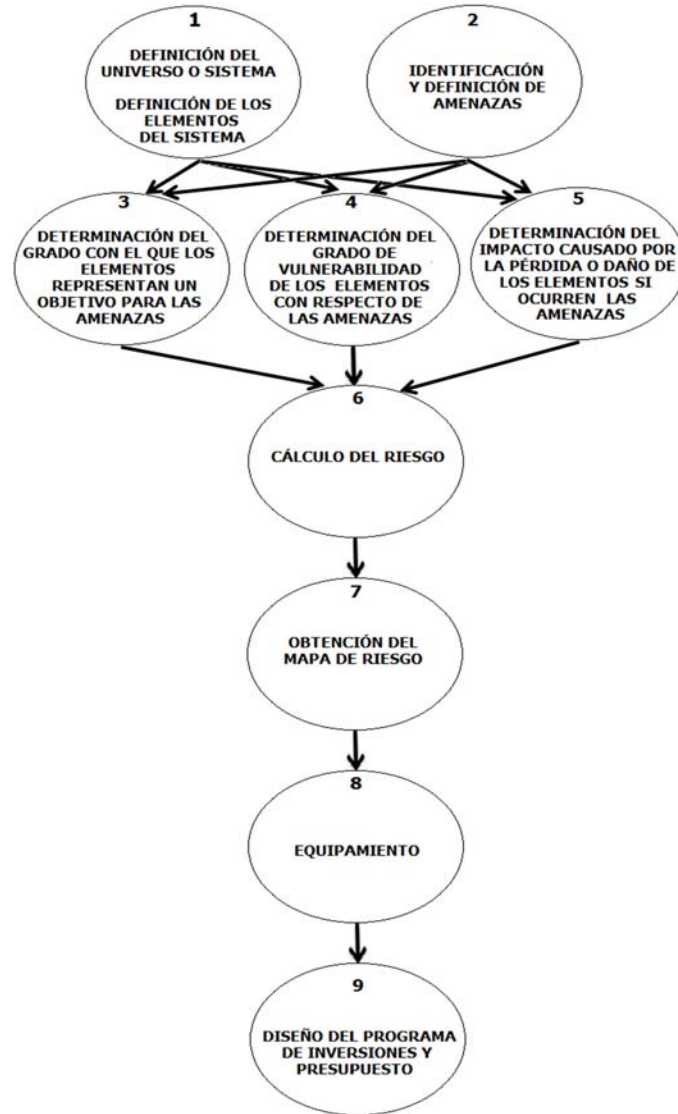 1
DEFINICIÓN DEL
UNIVERSO O SISTEMA
DEFINICIÓN DE LOS
ELEMENTOS
DEL SISTEMA
2
IDENTIFICACIÓN
Y DEFINICIÓN DE
AMENAZAS
3
DETERMINACIÓN DEL
GRADO CON EL QUE LOS
ELEMENTOS
REPRESENTAN UN
OBJETIVO PARA LAS
AMENAZAS
4
DETERMINACIÓN DEL
GRADO DE
VULNERABILIDAD
DE LOS ELEMENTOS
CON RESPECTO DE
LAS AMENAZAS
5
DETERMINACIÓN DEL
IMPACTO CAUSADO POR
LA PÉRDIDA O DAÑO DE
LOS ELEMENTOS SI
OCURREN LAS
AMENAZAS
6
CÁLCULO DEL RIESGO
7
OBTENCIÓN DEL
MAPA DE RIESGO
8
EQUIPAMIENTO
9
DISEÑO DEL PROGRAMA
DE INVERSIONES Y
PRESUPUESTO